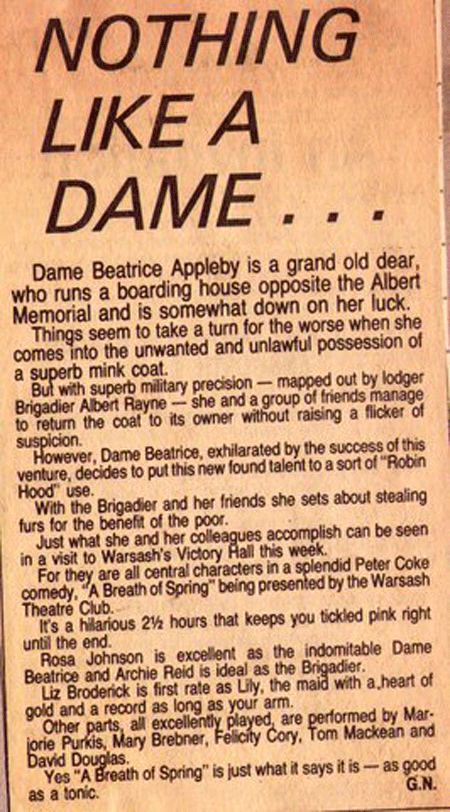 NOTHING
LIKE A
DAME . . .
Dame Beatrice Appleby is a grand old dear,
who runs a boarding house opposite the Albert
Memorial and is somewhat down on her luck.
Things seem to take a turn for the worse when she
comes into the unwanted and unlawful possession of
a superb mink coat.
But with superb military precision — mapped out by lodger
Brigadier Albert Rayne — she and a group of friends manage
to return the coat to its owner without raising a flicker of
suspicion.
However, Dame Beatrice, exhilarated by the success of this
venture, decides to put this new found talent to a sort of "Robin
Hood" use.
With the Brigadier and her friends she sets about stealing
furs for the benefit of the poor.
Just what she and her colleagues accomplish can be seen
in a visit to Warsash's Victory Hall this week.
For they are all central characters in a splendid Peter Coke
comedy, "A Breath of Spring" being presented by the Warsash
Theatre Club.
It's a hilarious 2½ hours that keeps you tickled pink right
until the end.
Rosa Johnson is excellent as the indomitable Dame
Beatrice and Archie Reid is ideal as the Brigadier.
Liz Broderick is first rate as Lily, the maid with a heart of
gold and a record as long as your arm.
Other parts, all excellently played, are performed by Mar-
jorie Purkis, Mary Brebner, Felicity Cory, Tom Mackean and
David Douglas.
Yes "A Breath of Spring" is just what it says it is — as good
as a tonic.
G.N.